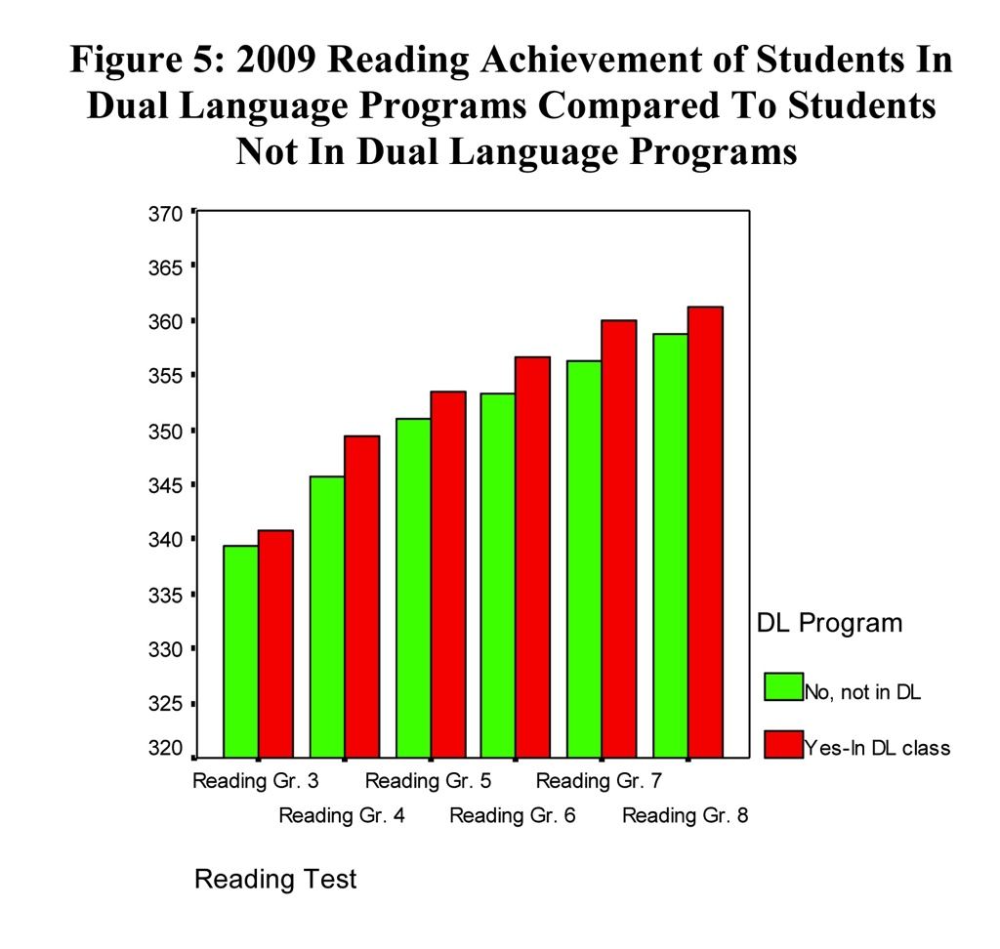 Figure 5: 2009 Reading Achievement of Students In
Dual Language Programs Compared To Students
Not In Dual Language Programs
370
365
360
355
350
345
340
335
330
325
320
DL Program
No, not in DL
Yes-In DL class
Reading Gr. 3
Reading Gr. 5
Reading Gr. 7
Reading Gr. 4
Reading Gr. 6
Reading Gr. 8
Reading Test